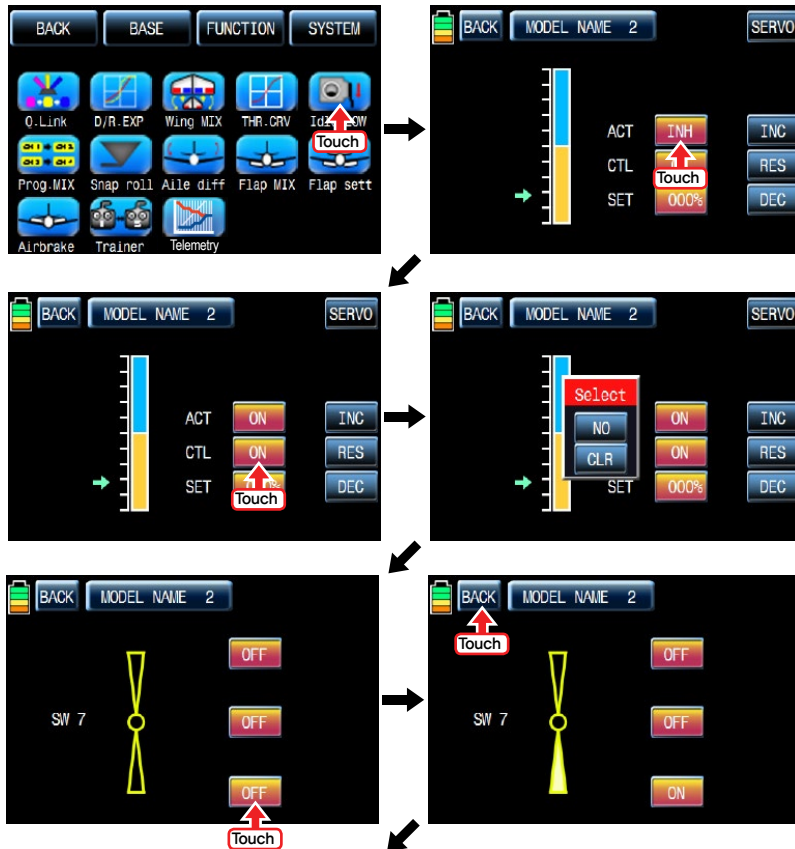 BACK BASE FUNCTION SYSTEM
Q.Link D/R.EXP Wing MIX THR.CRV
Touch
Prog.MIX Snap roll Aile diff Flap MIX Flap sett
Airbrake Trainer Telemetry
BACK MODEL NAME 2 SERVO
ACT INH INC
CTL Touch RES
SET 000% DEC
BACK MODEL NAME 2 SERVO
ACT ON INC
CTL ON RES
SET DEC
Touch
BACK MODEL NAME 2 SERVO
Select
NO ON INC
CLR ON RES
SET 000% DEC
BACK MODEL NAME 2
OFF
SW 7 OFF
OFF
Touch
BACK MODEL NAME 2
Touch
OFF
SW 7 OFF
ON